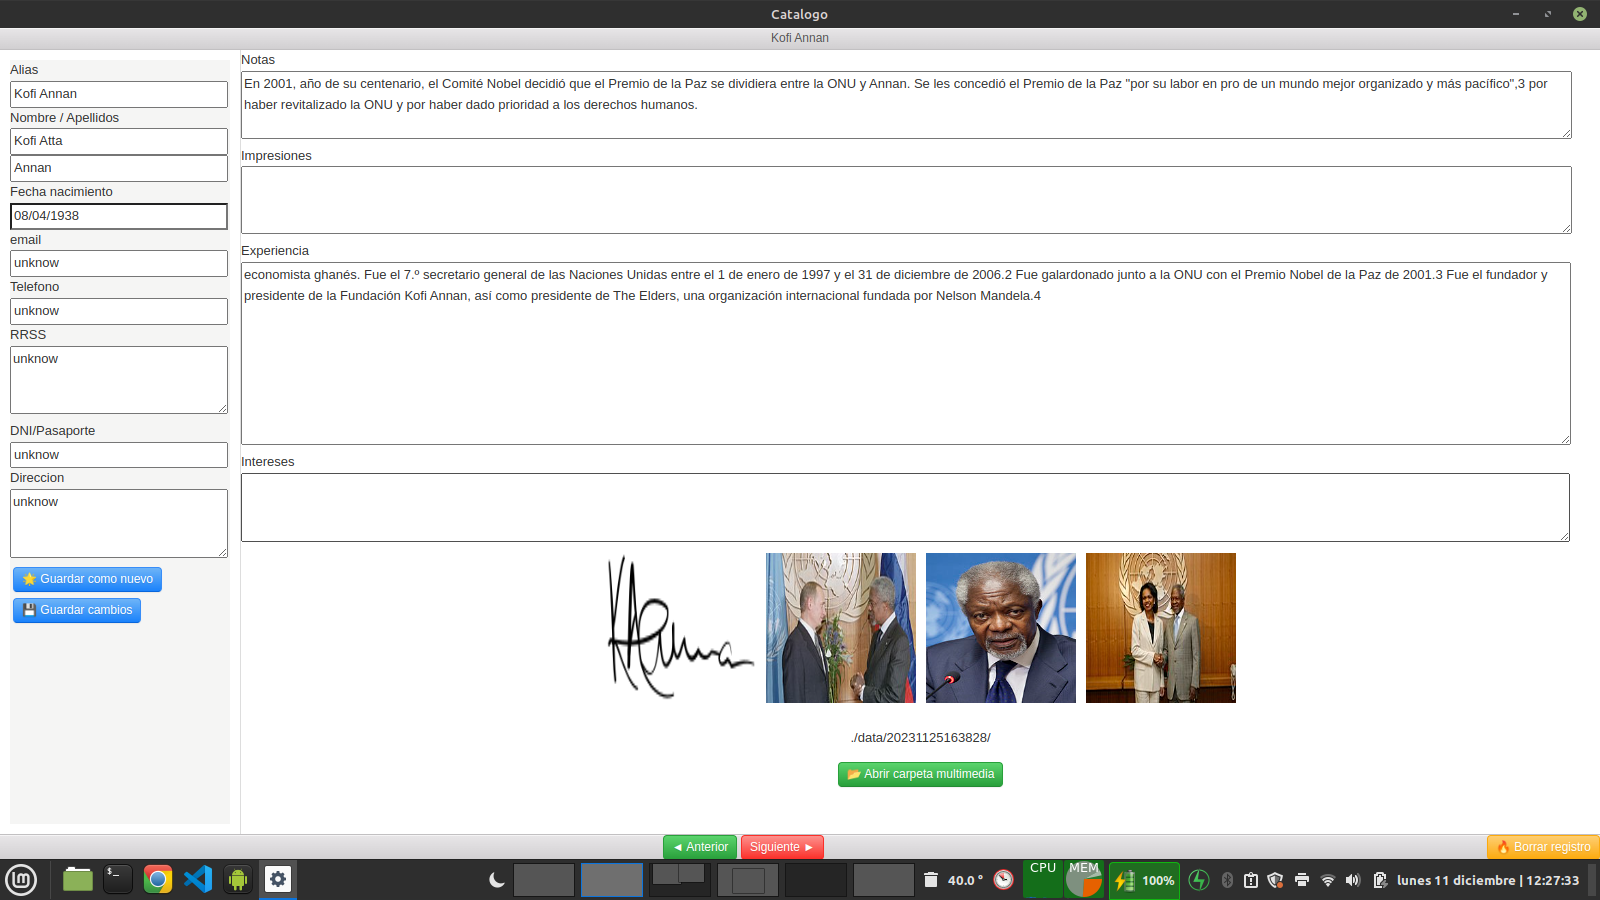 Catalogo
Kofi Annan
Alias
Kofi Annan
Nombre / Apellidos
Kofi Atta
Annan
Fecha nacimiento
08/04/1938
email
unknow
Telefono
unknow
RRSS
unknow
DNI/Pasaporte
unknow
Direccion
unknow
🌟 Guardar como nuevo
💾 Guardar cambios
Notas
En 2001, año de su centenario, el Comité Nobel decidió que el Premio de la Paz se dividiera entre la ONU y Annan. Se les concedió el Premio de la Paz "por su labor en pro de un mundo mejor organizado y más pacífico",3 por
haber revitalizado la ONU y por haber dado prioridad a los derechos humanos.
Impresiones
Experiencia
economista ghanés. Fue el 7.º secretario general de las Naciones Unidas entre el 1 de enero de 1997 y el 31 de diciembre de 2006.2 Fue galardonado junto a la ONU con el Premio Nobel de la Paz de 2001.3 Fue el fundador y
presidente de la Fundación Kofi Annan, así como presidente de The Elders, una organización internacional fundada por Nelson Mandela.4
Intereses
./data/20231125163828/
📂 Abrir carpeta multimedia
◄ Anterior
Siguiente ►
🔥 Borrar registro
40.0 °
CPU
MEM
100%
lunes 11 diciembre | 12:27:33